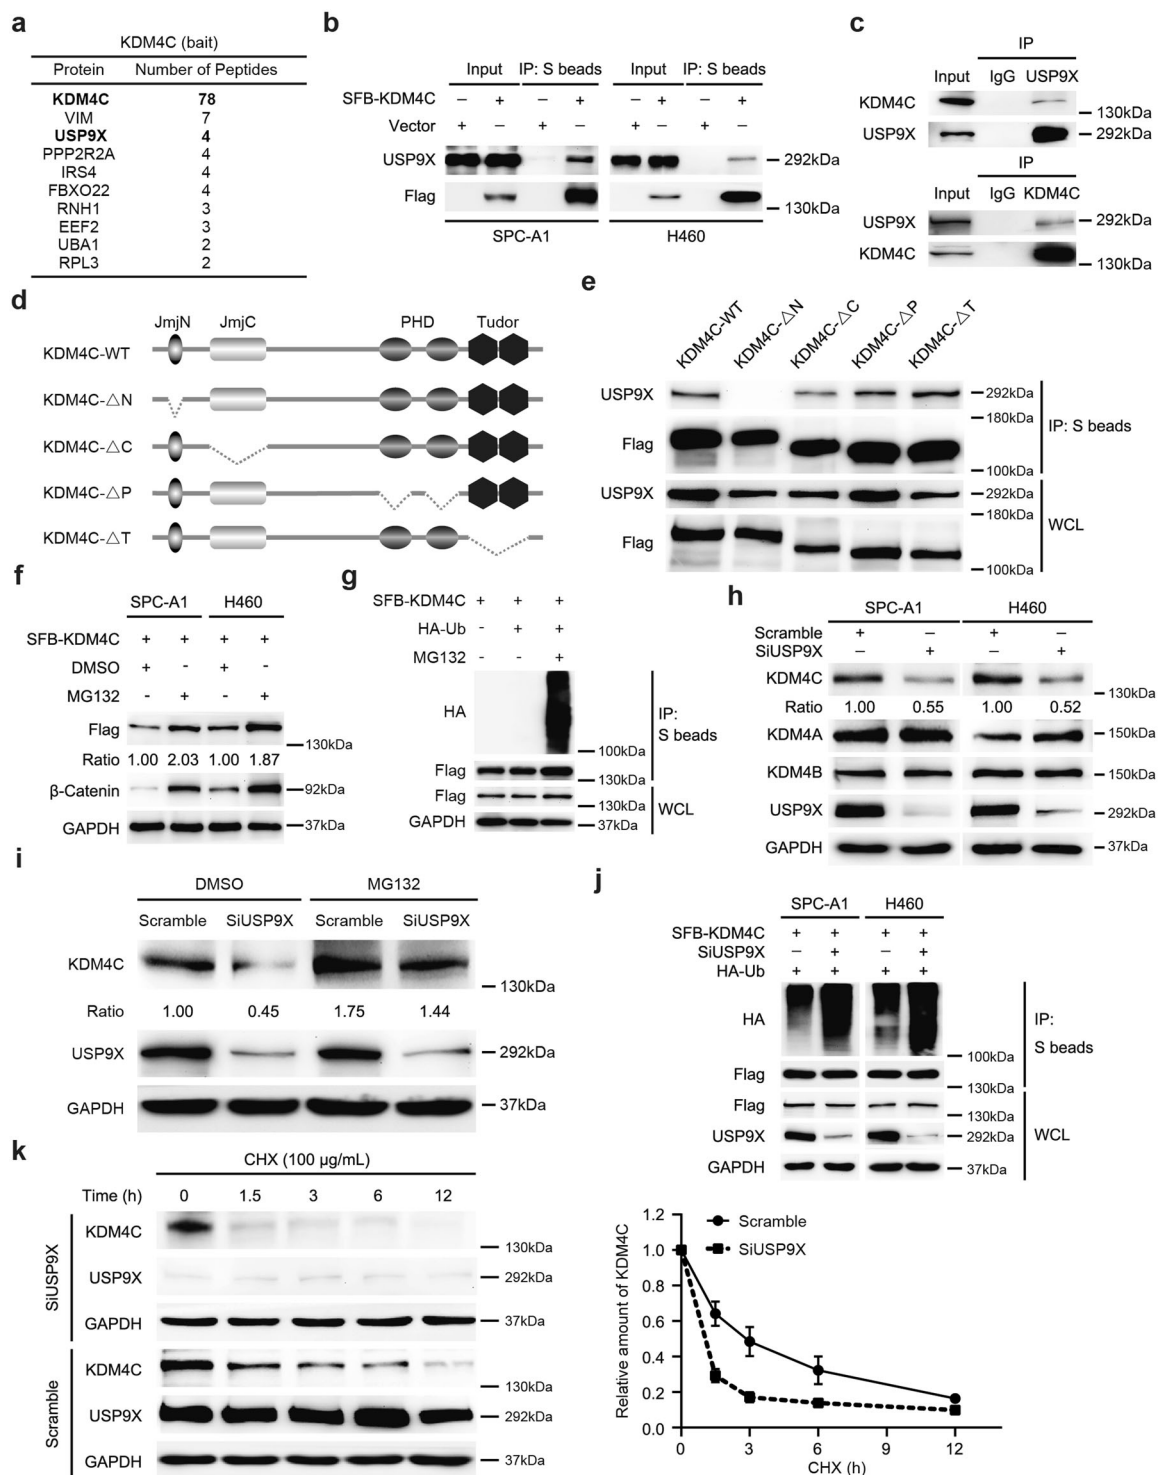 a
KDM4C (bait)
Protein Number of Peptides
KDM4C 78
VIM 7
USP9X 4
PPP2R2A 4
IRS4 4
FBXO22 4
RNH1 3
EEF2 3
UBA1 2
RPL3 2
b
Input IP: S beads Input IP: S beads
SFB-KDM4C − + − + − + − +
Vector + − + − + − + −
USP9X 292kDa
Flag 130kDa
SPC-A1 H460
c
IP
Input IgG USP9X
KDM4C 130kDa
USP9X 292kDa
IP
Input IgG KDM4C
USP9X 292kDa
KDM4C 130kDa
d
JmjN JmjC PHD Tudor
KDM4C-WT
KDM4C-△N
KDM4C-△C
KDM4C-△P
KDM4C-△T
e
KDM4C-WT KDM4C-△N KDM4C-△C KDM4C-△P KDM4C-△T
USP9X 292kDa
180kDa
Flag IP: S beads
100kDa
USP9X 292kDa
180kDa
Flag WCL
100kDa
f
SPC-A1 H460
SFB-KDM4C + + + +
DMSO + - + -
MG132 - + - +
Flag 130kDa
Ratio 1.00 2.03 1.00 1.87
β-Catenin 92kDa
GAPDH 37kDa
g
SFB-KDM4C + + +
HA-Ub - + +
MG132 - - +
HA 100kDa
IP:
S beads
Flag 130kDa
Flag 130kDa
WCL
GAPDH 37kDa
h
SPC-A1 H460
Scramble + − + −
SiUSP9X − + − +
KDM4C 130kDa
Ratio 1.00 0.55 1.00 0.52
KDM4A 150kDa
KDM4B 150kDa
USP9X 292kDa
GAPDH 37kDa
i
DMSO MG132
Scramble SiUSP9X Scramble SiUSP9X
KDM4C 130kDa
Ratio 1.00 0.45 1.75 1.44
USP9X 292kDa
GAPDH 37kDa
j
SPC-A1 H460
SFB-KDM4C + + + +
SiUSP9X − + − +
HA-Ub + + + +
HA 100kDa
IP:
S beads
Flag 130kDa
Flag 130kDa
USP9X 292kDa WCL
GAPDH 37kDa
k
CHX (100 μg/mL)
Time (h) 0 1.5 3 6 12
SiUSP9X
KDM4C 130kDa
USP9X 292kDa
GAPDH 37kDa
Scramble
KDM4C 130kDa
USP9X 292kDa
GAPDH 37kDa
Relative amount of KDM4C
1.2
1.0
0.8
0.6
0.4
0.2
0.0
Scramble
SiUSP9X
0 3 6 9 12
CHX (h)